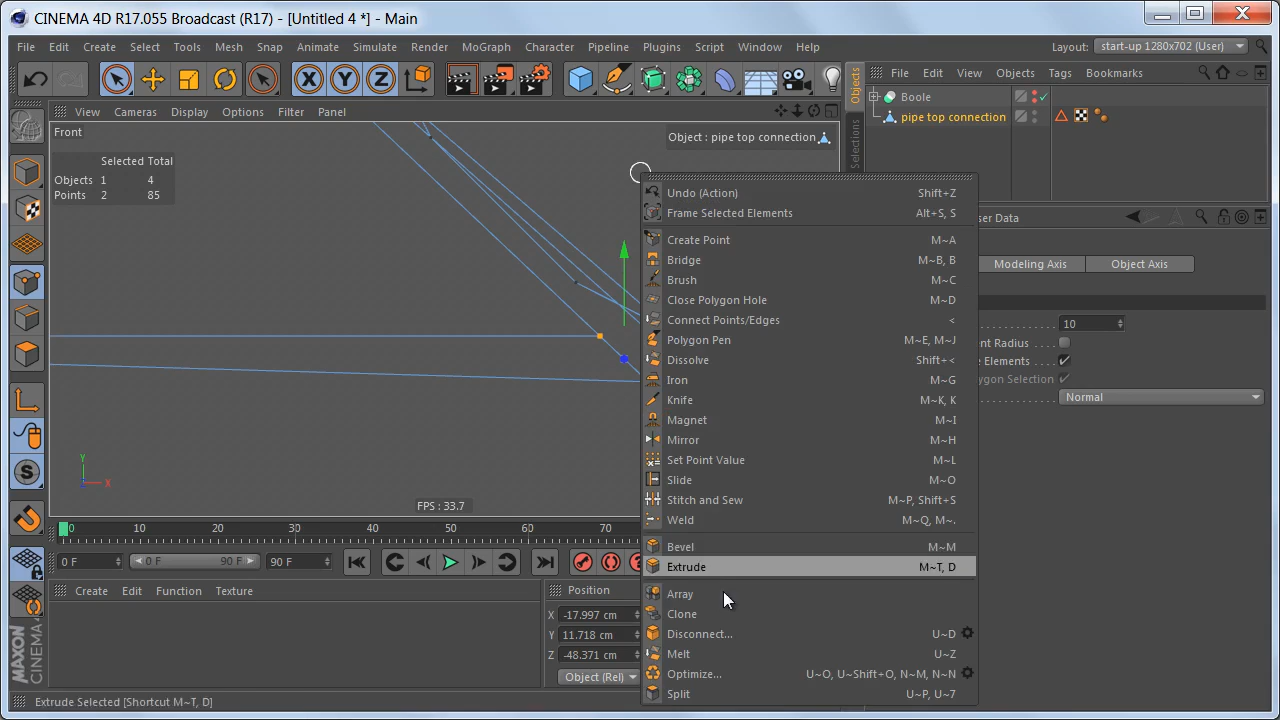 CINEMA 4D R17.055 Broadcast (R17) - [Untitled 4 *] - Main
File Edit Create Select Tools Mesh Snap Animate Simulate Render MoGraph Character Pipeline Plugins Script Window Help Layout: start-up 1280x702 (User)
X Y Z
View Cameras Display Options Filter Panel
File Edit View Objects Tags Bookmarks
Objects
Selections
Boole
pipe top connection
Front
Object : pipe top connection
Selected Total
Objects 1 4
Points 2 85
Undo (Action) Shift+Z
Frame Selected Elements Alt+S, S
Create Point M~A
Bridge M~B, B
Brush M~C
Close Polygon Hole M~D
Connect Points/Edges <
Polygon Pen M~E, M~J
Dissolve Shift+<
Iron M~G
Knife M~K, K
Magnet M~I
Mirror M~H
Set Point Value M~L
Slide M~O
Stitch and Sew M~P, Shift+S
Weld M~Q, M~.
Bevel M~M
Extrude M~T, D
Array
Clone
Disconnect... U~D
Melt U~Z
Optimize... U~O, U~Shift+O, N~M, N~N
Split U~P, U~7
ser Data
Modeling Axis Object Axis
10
nt Radius
e Elements
ygon Selection
Normal
Y
Z X
FPS : 33.7
0 10 20 30 40 50 60 70
0 F 0 F 90 F 90 F
Create Edit Function Texture
Position
X -17.997 cm
Y 11.718 cm
Z -48.371 cm
Object (Rel)
MAXON
CINEMA 4D
Extrude Selected [Shortcut M~T, D]